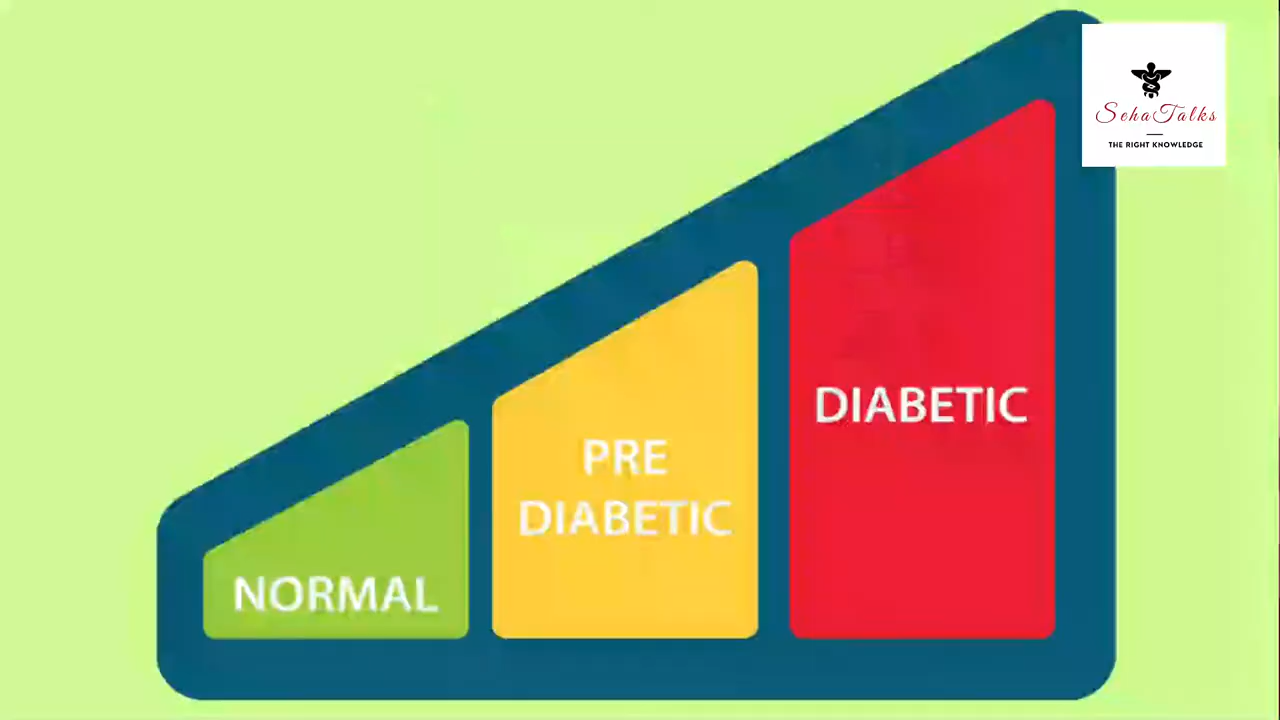 SehaTalks
THE RIGHT KNOWLEDGE
DIABETIC
PRE
DIABETIC
NORMAL